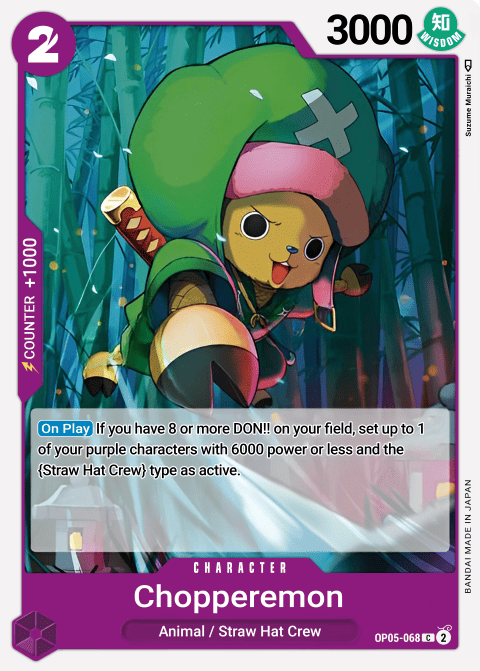 2
3000
知
WISDOM
Suzume Muraichi
COUNTER +1000
On Play If you have 8 or more DON!! on your field, set up to 1
of your purple characters with 6000 power or less and the
{Straw Hat Crew} type as active.
BANDAI MADE IN JAPAN
CHARACTER
Chopperemon
Animal / Straw Hat Crew
OP05-068 C 2